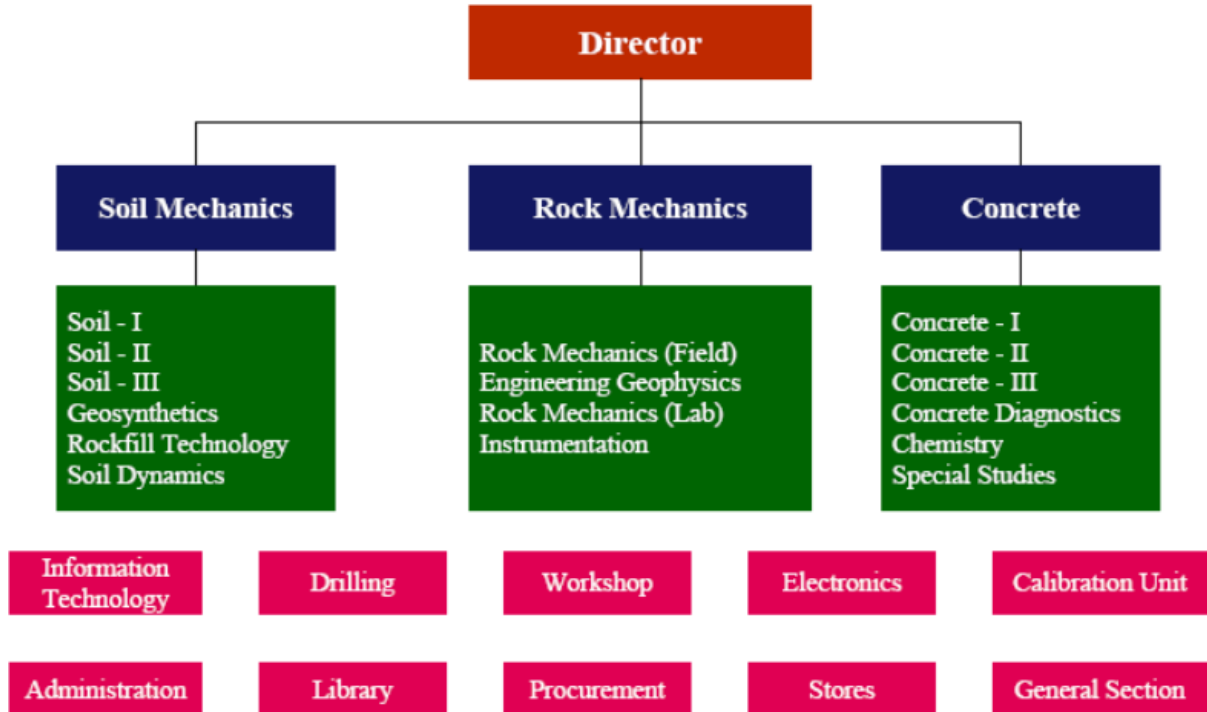 Director
Soil Mechanics
Rock Mechanics
Concrete
Soil - I
Soil - II
Soil - III
Geosynthetics
Rockfill Technology
Soil Dynamics
Rock Mechanics (Field)
Engineering Geophysics
Rock Mechanics (Lab)
Instrumentation
Concrete - I
Concrete - II
Concrete - III
Concrete Diagnostics
Chemistry
Special Studies
Information
Technology
Drilling
Workshop
Electronics
Calibration Unit
Administration
Library
Procurement
Stores
General Section